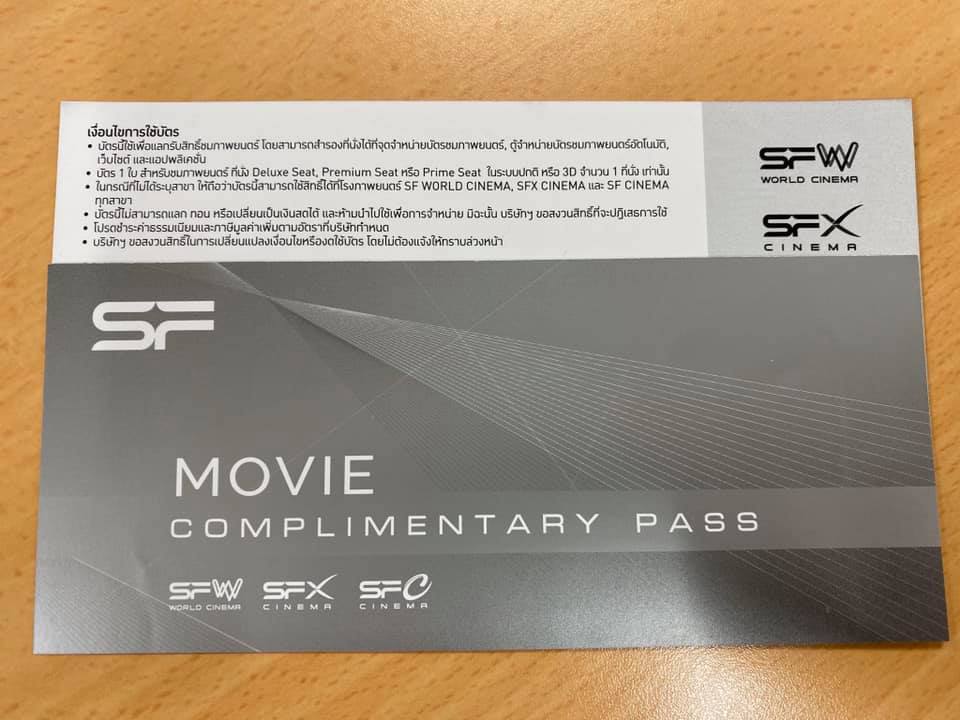 เงื่อนไขการใช้บัตร
• บัตรนี้ใช้เพื่อแลกรับสิทธิ์ชมภาพยนตร์ โดยสามารถสำรองที่นั่งได้ที่จุดจำหน่ายบัตรชมภาพยนตร์, ตู้จำหน่ายบัตรชมภาพยนตร์อัตโนมัติ,
เว็บไซต์ และแอปพลิเคชั่น
• บัตร 1 ใบ สำหรับชมภาพยนตร์ ที่นั่ง Deluxe Seat, Premium Seat หรือ Prime Seat ในระบบปกติ หรือ 3D จำนวน 1 ที่นั่ง เท่านั้น
• ในกรณีที่ไม่ได้ระบุสาขา ให้ถือว่าบัตรนี้สามารถใช้สิทธิ์ได้ที่โรงภาพยนตร์ SF WORLD CINEMA, SFX CINEMA และ SF CINEMA
ทุกสาขา
• บัตรนี้ไม่สามารถแลก ทอน หรือเปลี่ยนเป็นเงินสดได้ และห้ามนำไปใช้เพื่อการจำหน่าย มิฉะนั้น บริษัทฯ ขอสงวนสิทธิ์ที่จะปฏิเสธการใช้
• โปรดชำระค่าธรรมเนียมและภาษีมูลค่าเพิ่มตามอัตราที่บริษัทกำหนด
• บริษัทฯ ขอสงวนสิทธิ์ในการเปลี่ยนแปลงเงื่อนไขหรืองดใช้บัตร โดยไม่ต้องแจ้งให้ทราบล่วงหน้า
SFW
WORLD CINEMA
SFX
CINEMA
SF
MOVIE
COMPLIMENTARY PASS
SFW SFX SFC
WORLD CINEMA CINEMA CINEMA